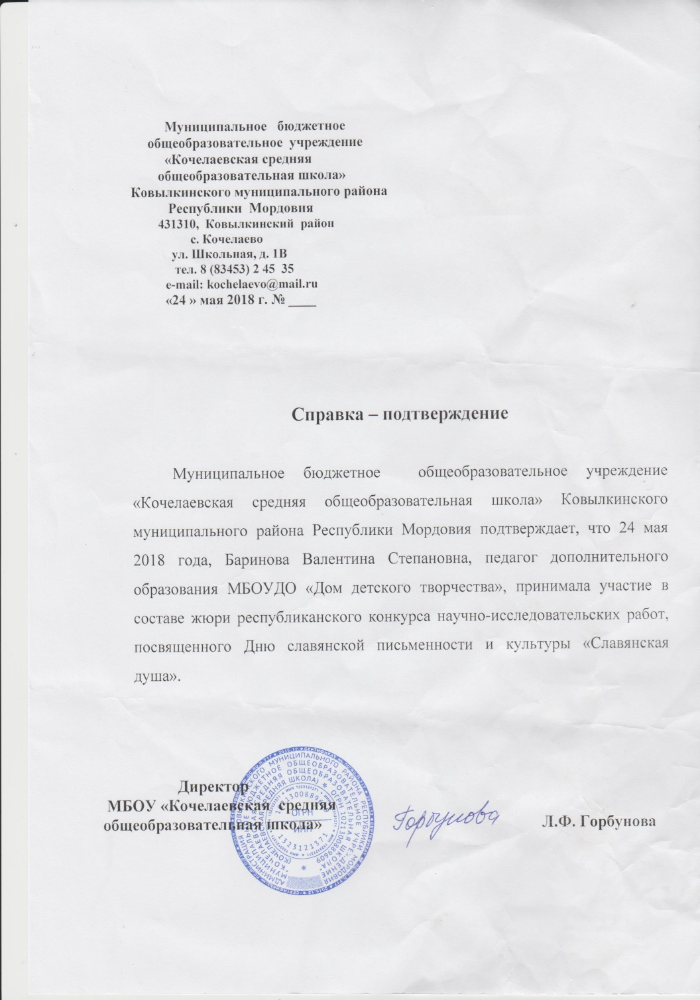 Муниципальное бюджетное
общеобразовательное учреждение
«Кочелаевская средняя
общеобразовательная школа»
Ковылкинского муниципального района
Республики Мордовия
431310, Ковылкинский район
с. Кочелаево
ул. Школьная, д. 1В
тел. 8 (83453) 2 45 35
e-mail: kochelaevo@mail.ru
«24 » мая 2018 г. № ____
Справка – подтверждение
Муниципальное бюджетное общеобразовательное учреждение
«Кочелаевская средняя общеобразовательная школа» Ковылкинского
муниципального района Республики Мордовия подтверждает, что 24 мая
2018 года, Баринова Валентина Степановна, педагог дополнительного
образования МБОУДО «Дом детского творчества», принимала участие в
составе жюри республиканского конкурса научно-исследовательских работ,
посвященного Дню славянской письменности и культуры «Славянская
душа».
Директор
МБОУ «Кочелаевская средняя
общеобразовательная школа»
Горбунова
Л.Ф. Горбунова
ОГРН
ИНН
1323121371